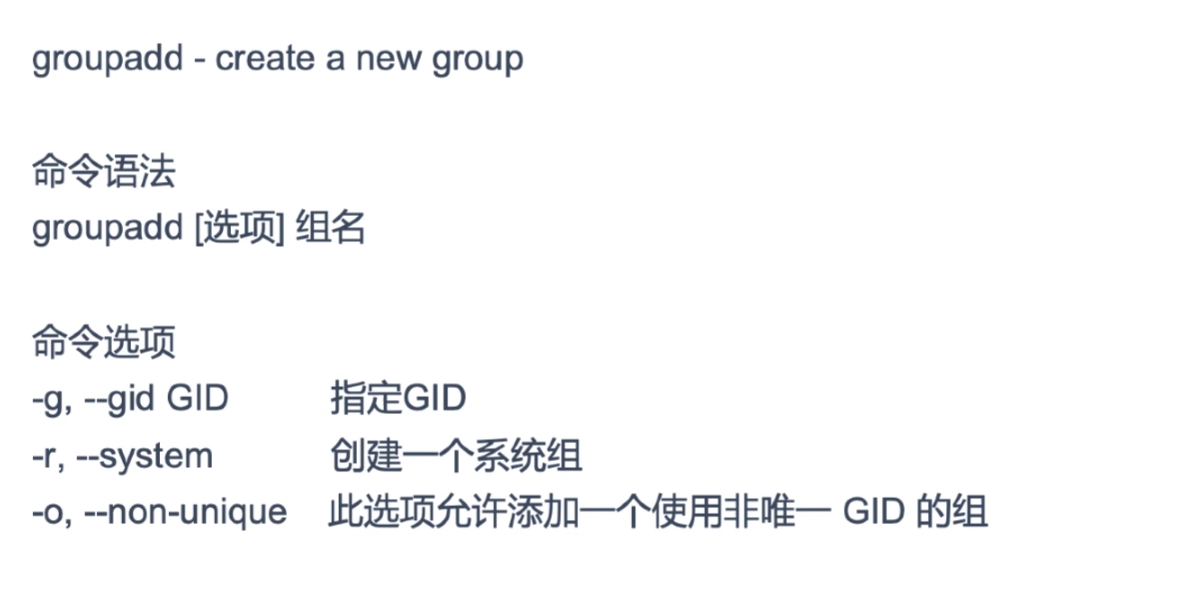 groupadd - create a new group
命令语法
groupadd [选项] 组名
命令选项
-g, --gid GID 指定GID
-r, --system 创建一个系统组
-o, --non-unique 此选项允许添加一个使用非唯一 GID 的组